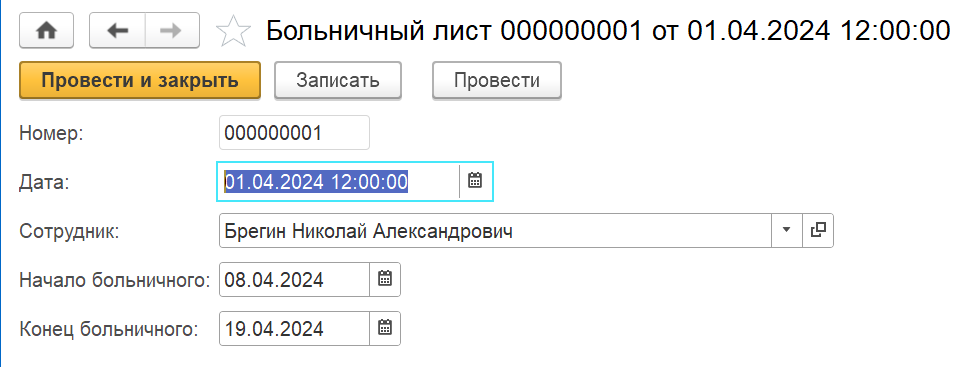 Больничный лист 000000001 от 01.04.2024 12:00:00
Провести и закрыть Записать Провести
Номер: 000000001
Дата: 01.04.2024 12:00:00
Сотрудник: Брегин Николай Александрович
Начало больничного: 08.04.2024
Конец больничного: 19.04.2024